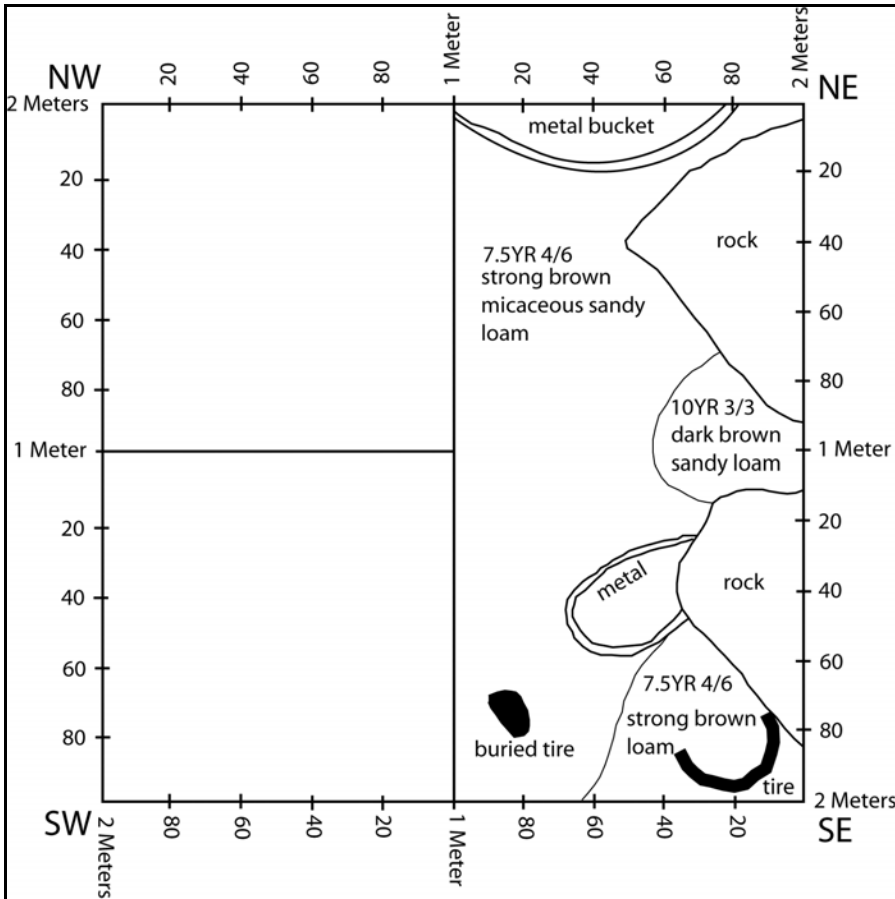 NW
20
40
60
80
1 Meter
20
40
60
80
2 Meters
NE
2 Meters
20
40
60
80
1 Meter
20
40
60
80
metal bucket
rock
7.5YR 4/6
strong brown
micaceous sandy
loam
10YR 3/3
dark brown
sandy loam
metal
rock
7.5YR 4/6
strong brown
loam
buried tire
tire
20
40
60
80
1 Meter
20
40
60
80
2 Meters
SW
2 Meters
80
60
40
20
1 Meter
80
60
40
20
SE